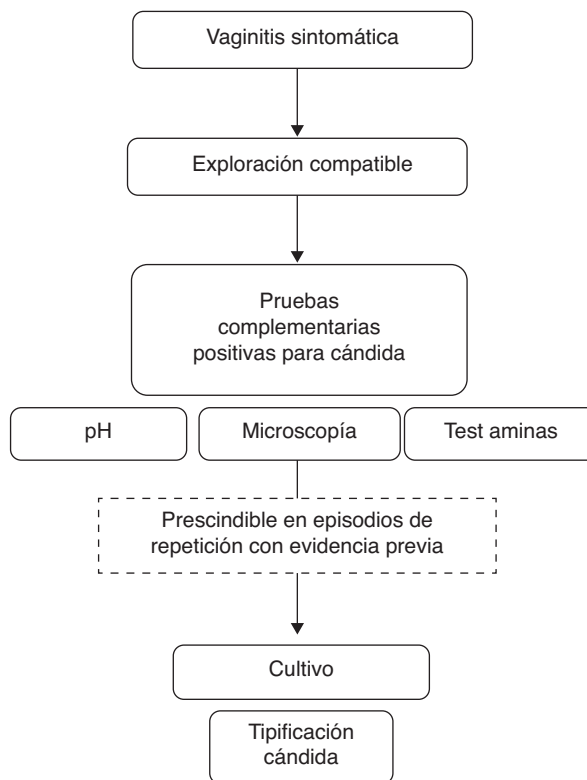 Vaginitis sintomática
Exploración compatible
Pruebas
complementarias
positivas para cándida
pH
Microscopía
Test aminas
Prescindible en episodios de
repetición con evidencia previa
Cultivo
Tipificación
cándida